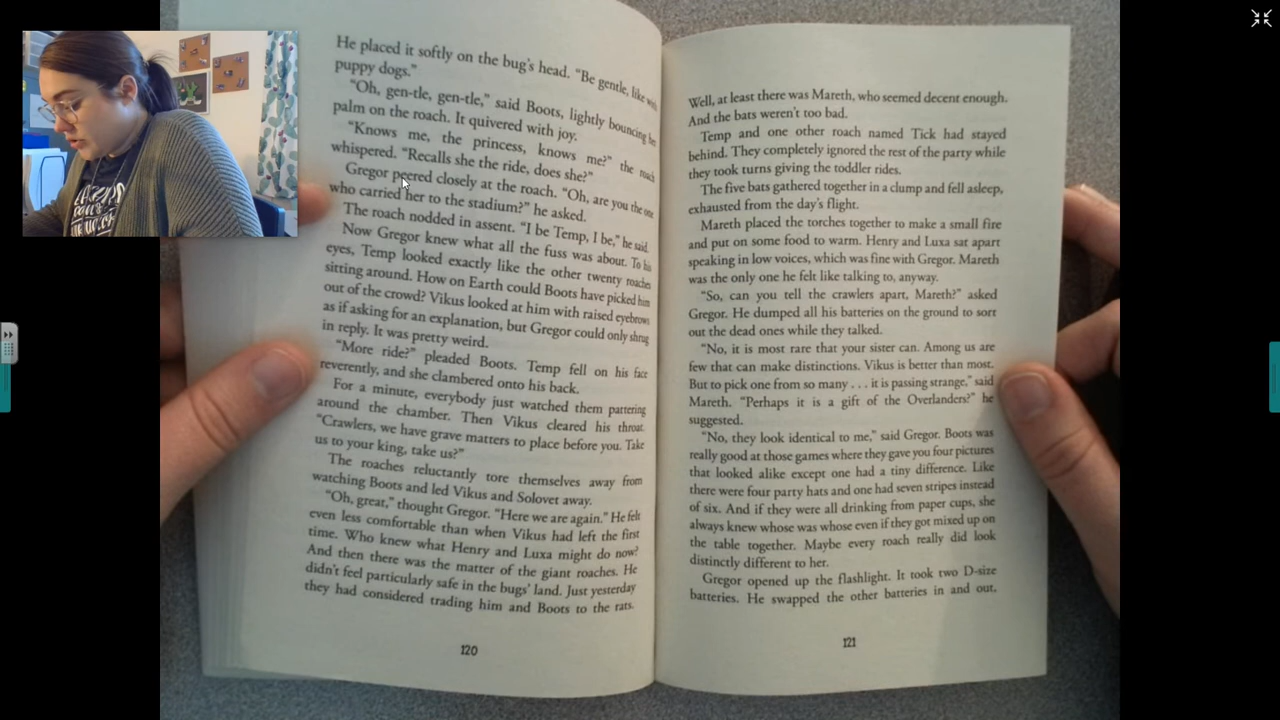 He placed it softly on the bug's head. "Be gentle, like with
puppy dogs."
"Oh, gen-tle, gen-tle," said Boots, lightly bouncing her
palm on the roach. It quivered with joy.
"Knows me, the princess, knows me?" the roach
whispered. "Recalls she the ride, does she?"
Gregor peered closely at the roach. "Oh, are you the one
who carried her to the stadium?" he asked.
The roach nodded in assent. "I be Temp, I be," he said.
Now Gregor knew what all the fuss was about. To his
eyes, Temp looked exactly like the other twenty roaches
sitting around. How on Earth could Boots have picked him
out of the crowd? Vikus looked at him with raised eyebrows
as if asking for an explanation, but Gregor could only shrug
in reply. It was pretty weird.
"More ride?" pleaded Boots. Temp fell on his face
reverently, and she clambered onto his back.
For a minute, everybody just watched them pattering
around the chamber. Then Vikus cleared his throat.
"Crawlers, we have grave matters to place before you. Take
us to your king, take us?"
The roaches reluctantly tore themselves away from
watching Boots and led Vikus and Solovet away.
"Oh, great," thought Gregor. "Here we are again." He felt
even less comfortable than when Vikus had left the first
time. Who knew what Henry and Luxa might do now?
And then there was the matter of the giant roaches. He
didn't feel particularly safe in the bugs' land. Just yesterday
they had considered trading him and Boots to the rats.
120
Well, at least there was Mareth, who seemed decent enough.
And the bats weren't too bad.
Temp and one other roach named Tick had stayed
behind. They completely ignored the rest of the party while
they took turns giving the toddler rides.
The five bats gathered together in a clump and fell asleep,
exhausted from the day's flight.
Mareth placed the torches together to make a small fire
and put on some food to warm. Henry and Luxa sat apart
speaking in low voices, which was fine with Gregor. Mareth
was the only one he felt like talking to, anyway.
"So, can you tell the crawlers apart, Mareth?" asked
Gregor. He dumped all his batteries on the ground to sort
out the dead ones while they talked.
"No, it is most rare that your sister can. Among us are
few that can make distinctions. Vikus is better than most.
But to pick one from so many . . . it is passing strange," said
Mareth. "Perhaps it is a gift of the Overlanders?" he
suggested.
"No, they look identical to me," said Gregor. Boots was
really good at those games where they gave you four pictures
that looked alike except one had a tiny difference. Like
there were four party hats and one had seven stripes instead
of six. And if they were all drinking from paper cups, she
always knew whose was whose even if they got mixed up on
the table together. Maybe every roach really did look
distinctly different to her.
Gregor opened up the flashlight. It took two D-size
batteries. He swapped the other batteries in and out,
121